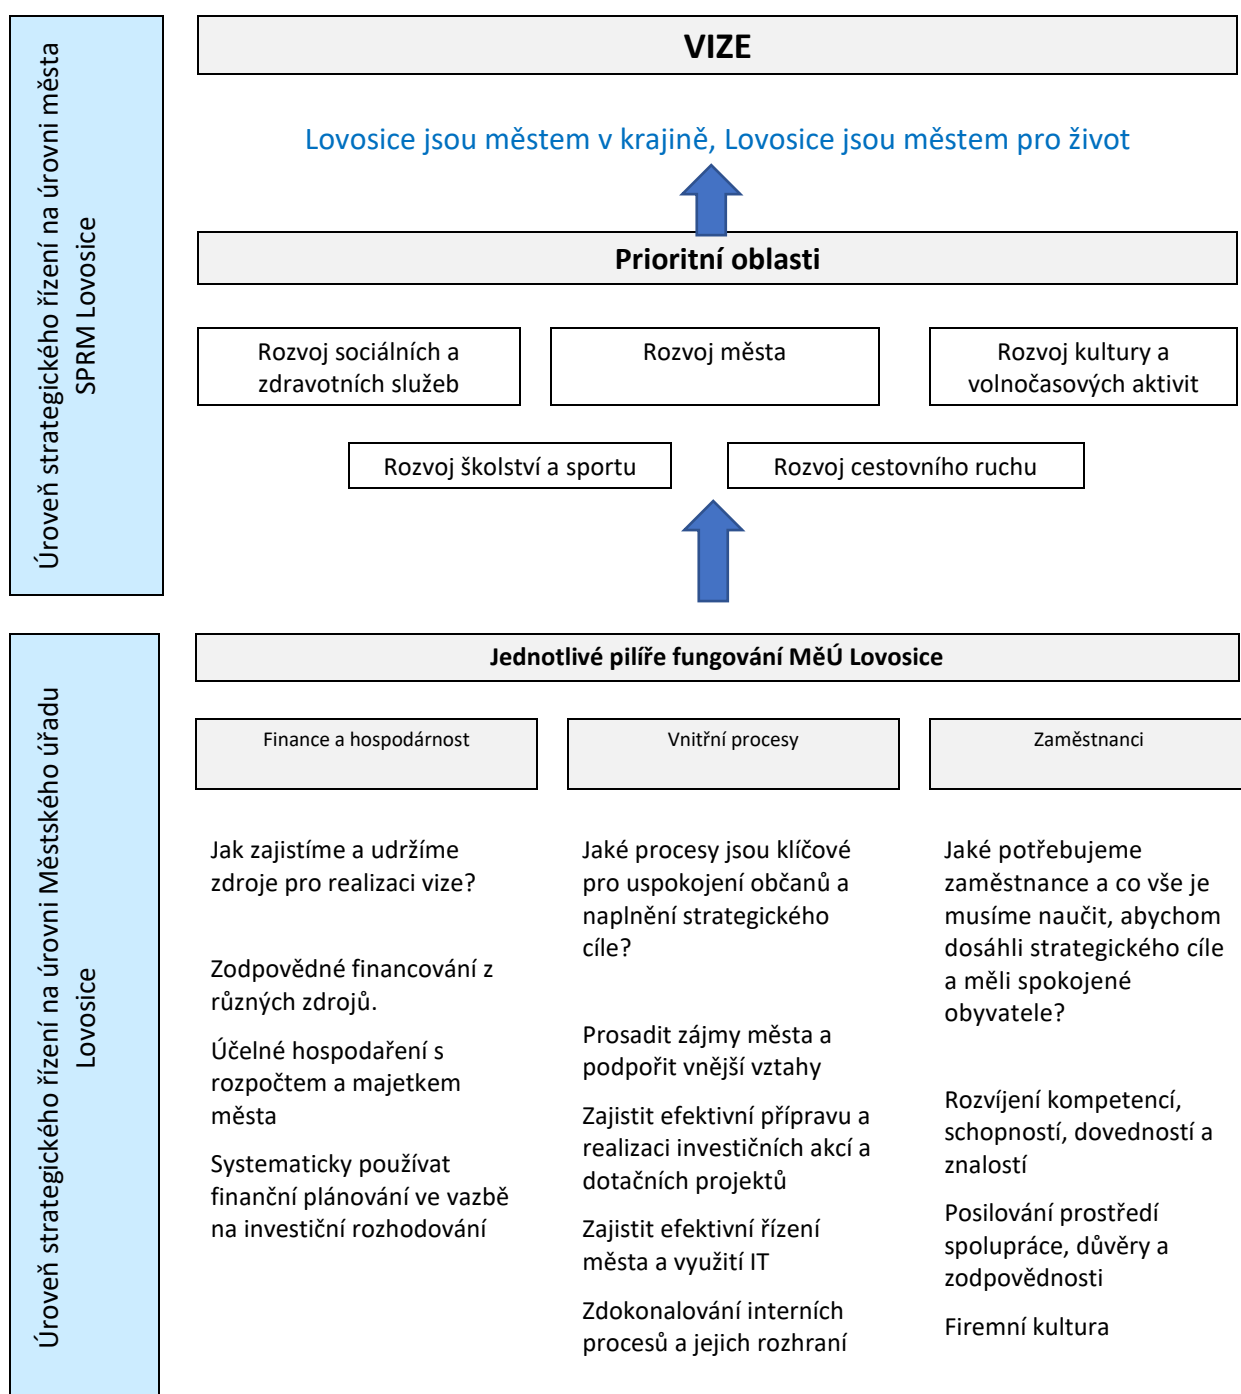 Úroveň strategického řízení na úrovni města
SPRM Lovosice
VIZE
Lovosice jsou městem v krajině, Lovosice jsou městem pro život
Prioritní oblasti
Rozvoj sociálních a
zdravotních služeb
Rozvoj města
Rozvoj kultury a
volnočasových aktivit
Rozvoj školství a sportu
Rozvoj cestovního ruchu
Úroveň strategického řízení na úrovni Městského úřadu
Lovosice
Jednotlivé pilíře fungování MěÚ Lovosice
Finance a hospodárnost
Jak zajistíme a udržíme
zdroje pro realizaci vize?
Zodpovědné financování z
různých zdrojů.
Účelné hospodaření s
rozpočtem a majetkem
města
Systematicky používat
finanční plánování ve vazbě
na investiční rozhodování
Vnitřní procesy
Jaké procesy jsou klíčové
pro uspokojení občanů a
naplnění strategického
cíle?
Prosadit zájmy města a
podpořit vnější vztahy
Zajistit efektivní přípravu a
realizaci investičních akcí a
dotačních projektů
Zajistit efektivní řízení
města a využití IT
Zdokonalování interních
procesů a jejich rozhraní
Zaměstnanci
Jaké potřebujeme
zaměstnance a co vše je
musíme naučit, abychom
dosáhli strategického cíle
a měli spokojené
obyvatele?
Rozvíjení kompetencí,
schopností, dovedností a
znalostí
Posilování prostředí
spolupráce, důvěry a
zodpovědnosti
Firemní kultura